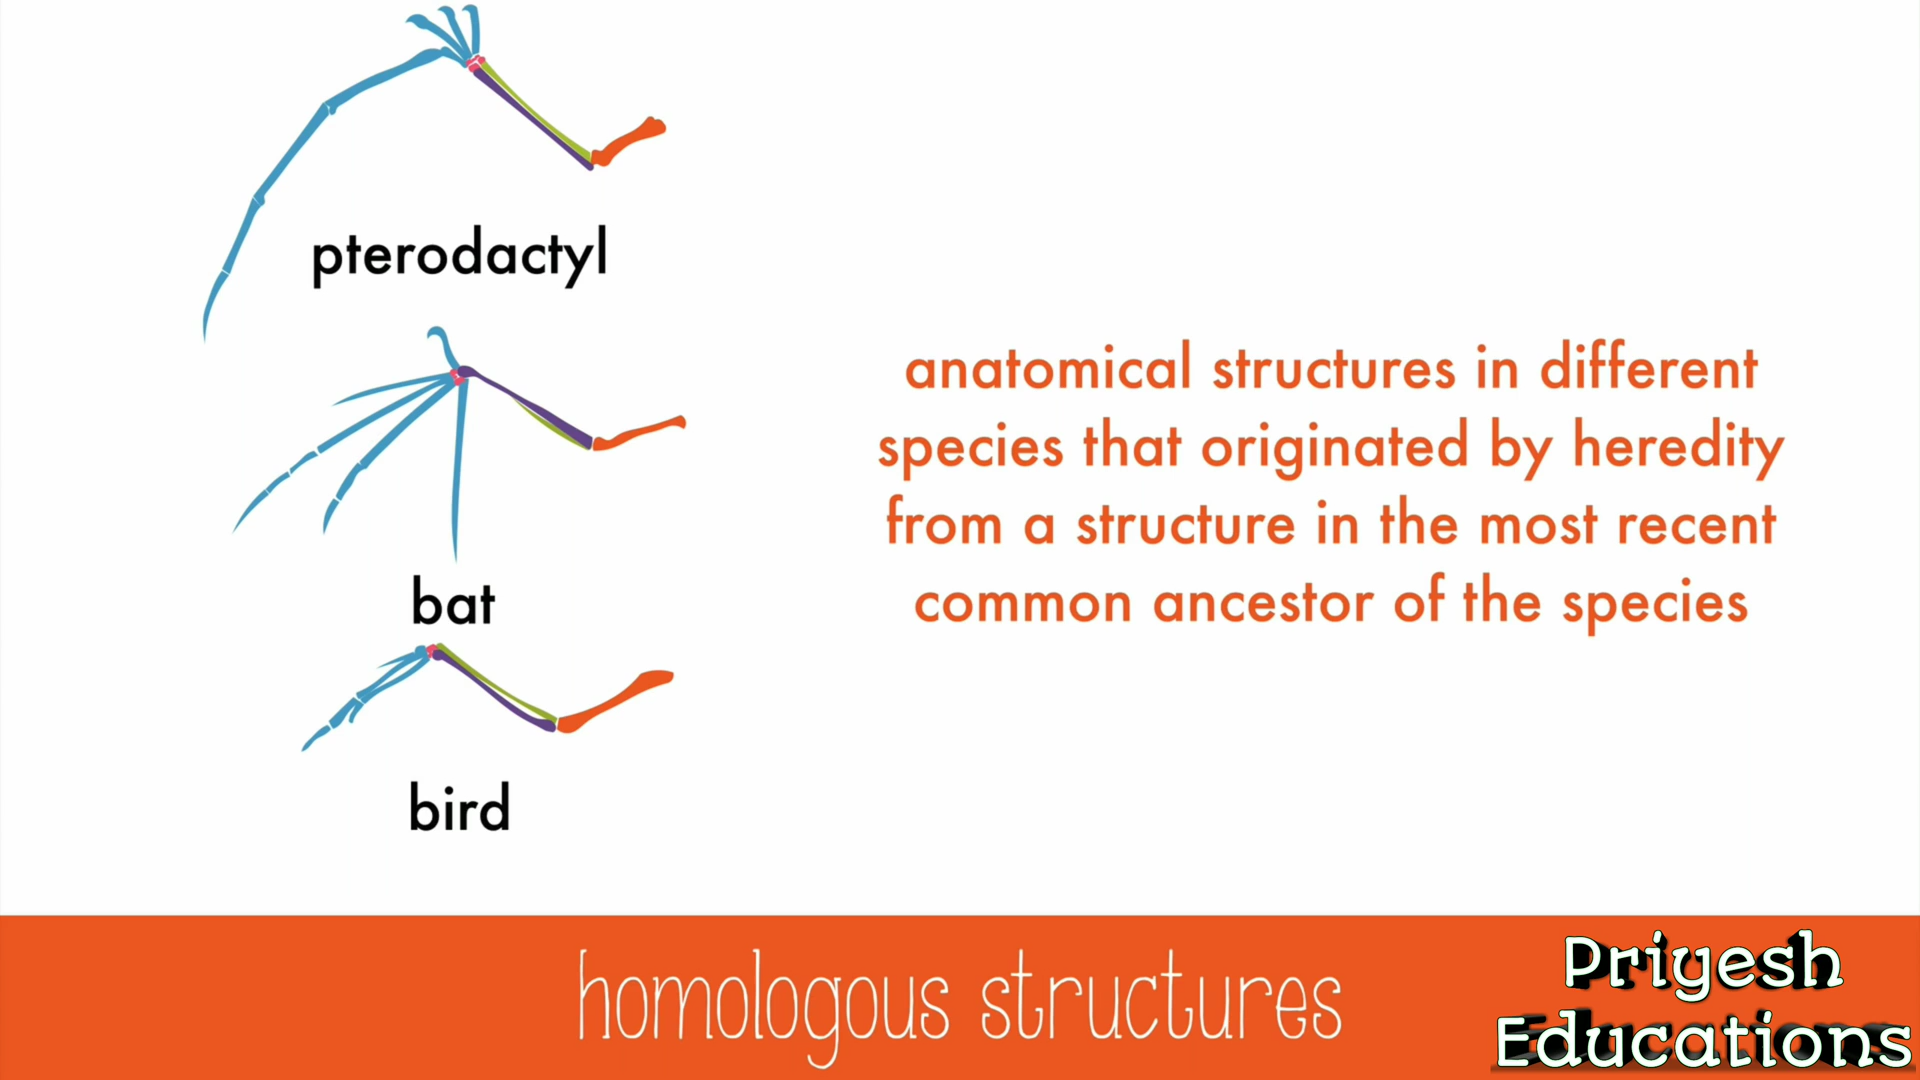 pterodactyl
bat
bird
anatomical structures in different
species that originated by heredity
from a structure in the most recent
common ancestor of the species
homologous structures
Priyesh
Educations